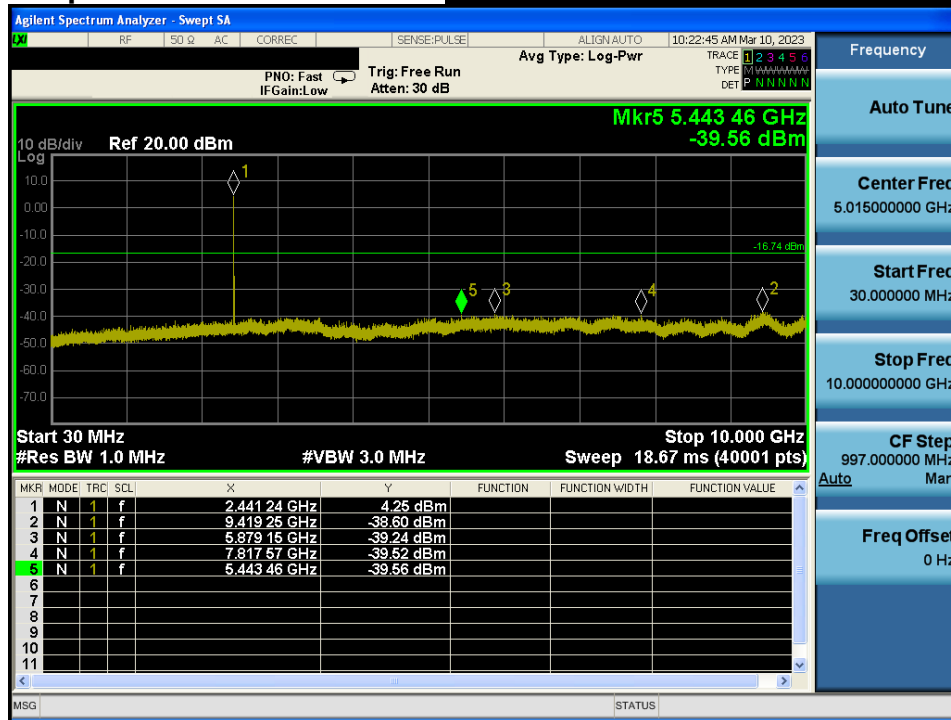 Agilent Spectrum Analyzer - Swept SA
LXI RF 50 Ω AC CORREC SENSE:PULSE ALIGN AUTO 10:22:45 AM Mar 10, 2023
Avg Type: Log-Pwr
TRACE 1 2 3 4 5 6
TYPE M
DET P N N N N N
PNO: Fast Trig: Free Run
IFGain:Low Atten: 30 dB
Mkr5 5.443 46 GHz
-39.56 dBm
10 dB/div Ref 20.00 dBm
Log
10.0
0.00
-10.0
-20.0
-30.0
-40.0
-50.0
-60.0
-70.0
1
-16.74 dBm
5
3
4
2
Start 30 MHz Stop 10.000 GHz
#Res BW 1.0 MHz #VBW 3.0 MHz Sweep 18.67 ms (40001 pts)
MKR MODE TRC SCL X Y FUNCTION FUNCTION WIDTH FUNCTION VALUE
1 N 1 f 2.441 24 GHz 4.25 dBm
2 N 1 f 9.419 25 GHz -38.60 dBm
3 N 1 f 5.879 15 GHz -39.24 dBm
4 N 1 f 7.817 57 GHz -39.52 dBm
5 N 1 f 5.443 46 GHz -39.56 dBm
6
7
8
9
10
11
MSG STATUS
Frequency
Auto Tune
Center Freq
5.015000000 GHz
Start Freq
30.000000 MHz
Stop Freq
10.000000000 GHz
CF Step
997.000000 MHz
Auto Man
Freq Offset
0 Hz